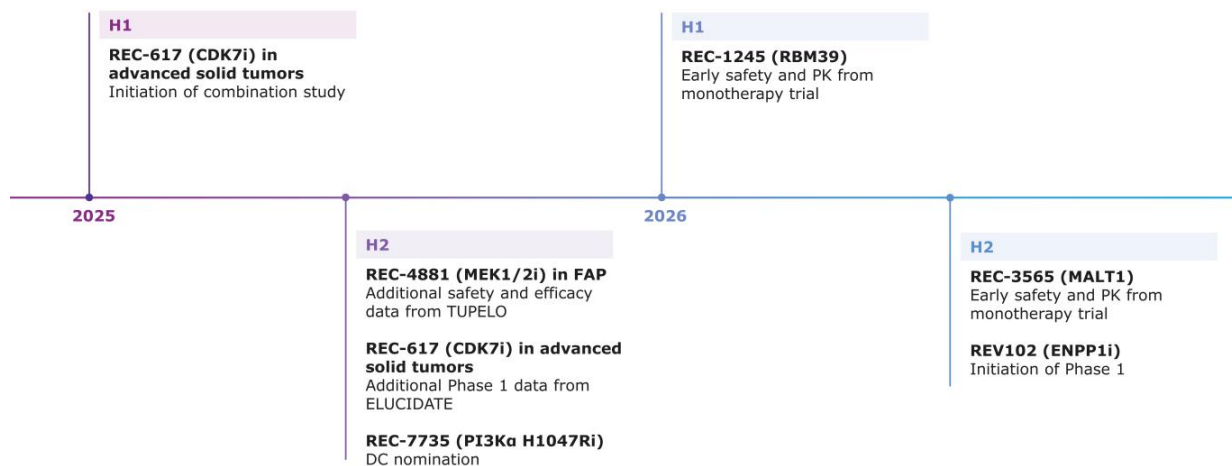 H1
REC-617 (CDK7i) in
advanced solid tumors
Initiation of combination study
H1
REC-1245 (RBM39)
Early safety and PK from
monotherapy trial
2025
2026
H2
REC-4881 (MEK1/2i) in FAP
Additional safety and efficacy
data from TUPELO
REC-617 (CDK7i) in advanced
solid tumors
Additional Phase 1 data from
ELUCIDATE
REC-7735 (PI3Kα H1047Ri)
DC nomination
H2
REC-3565 (MALT1)
Early safety and PK from
monotherapy trial
REV102 (ENPP1i)
Initiation of Phase 1